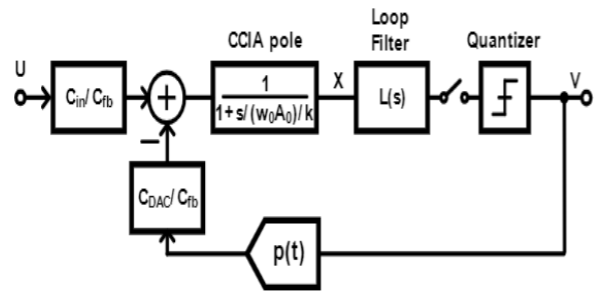 Loop
Filter
CCIA pole
Quantizer
U
Cin/ Cfb
+
1
1+s/(w0A0)/k
X
L(s)
V
−
CDAC/ Cfb
p(t)